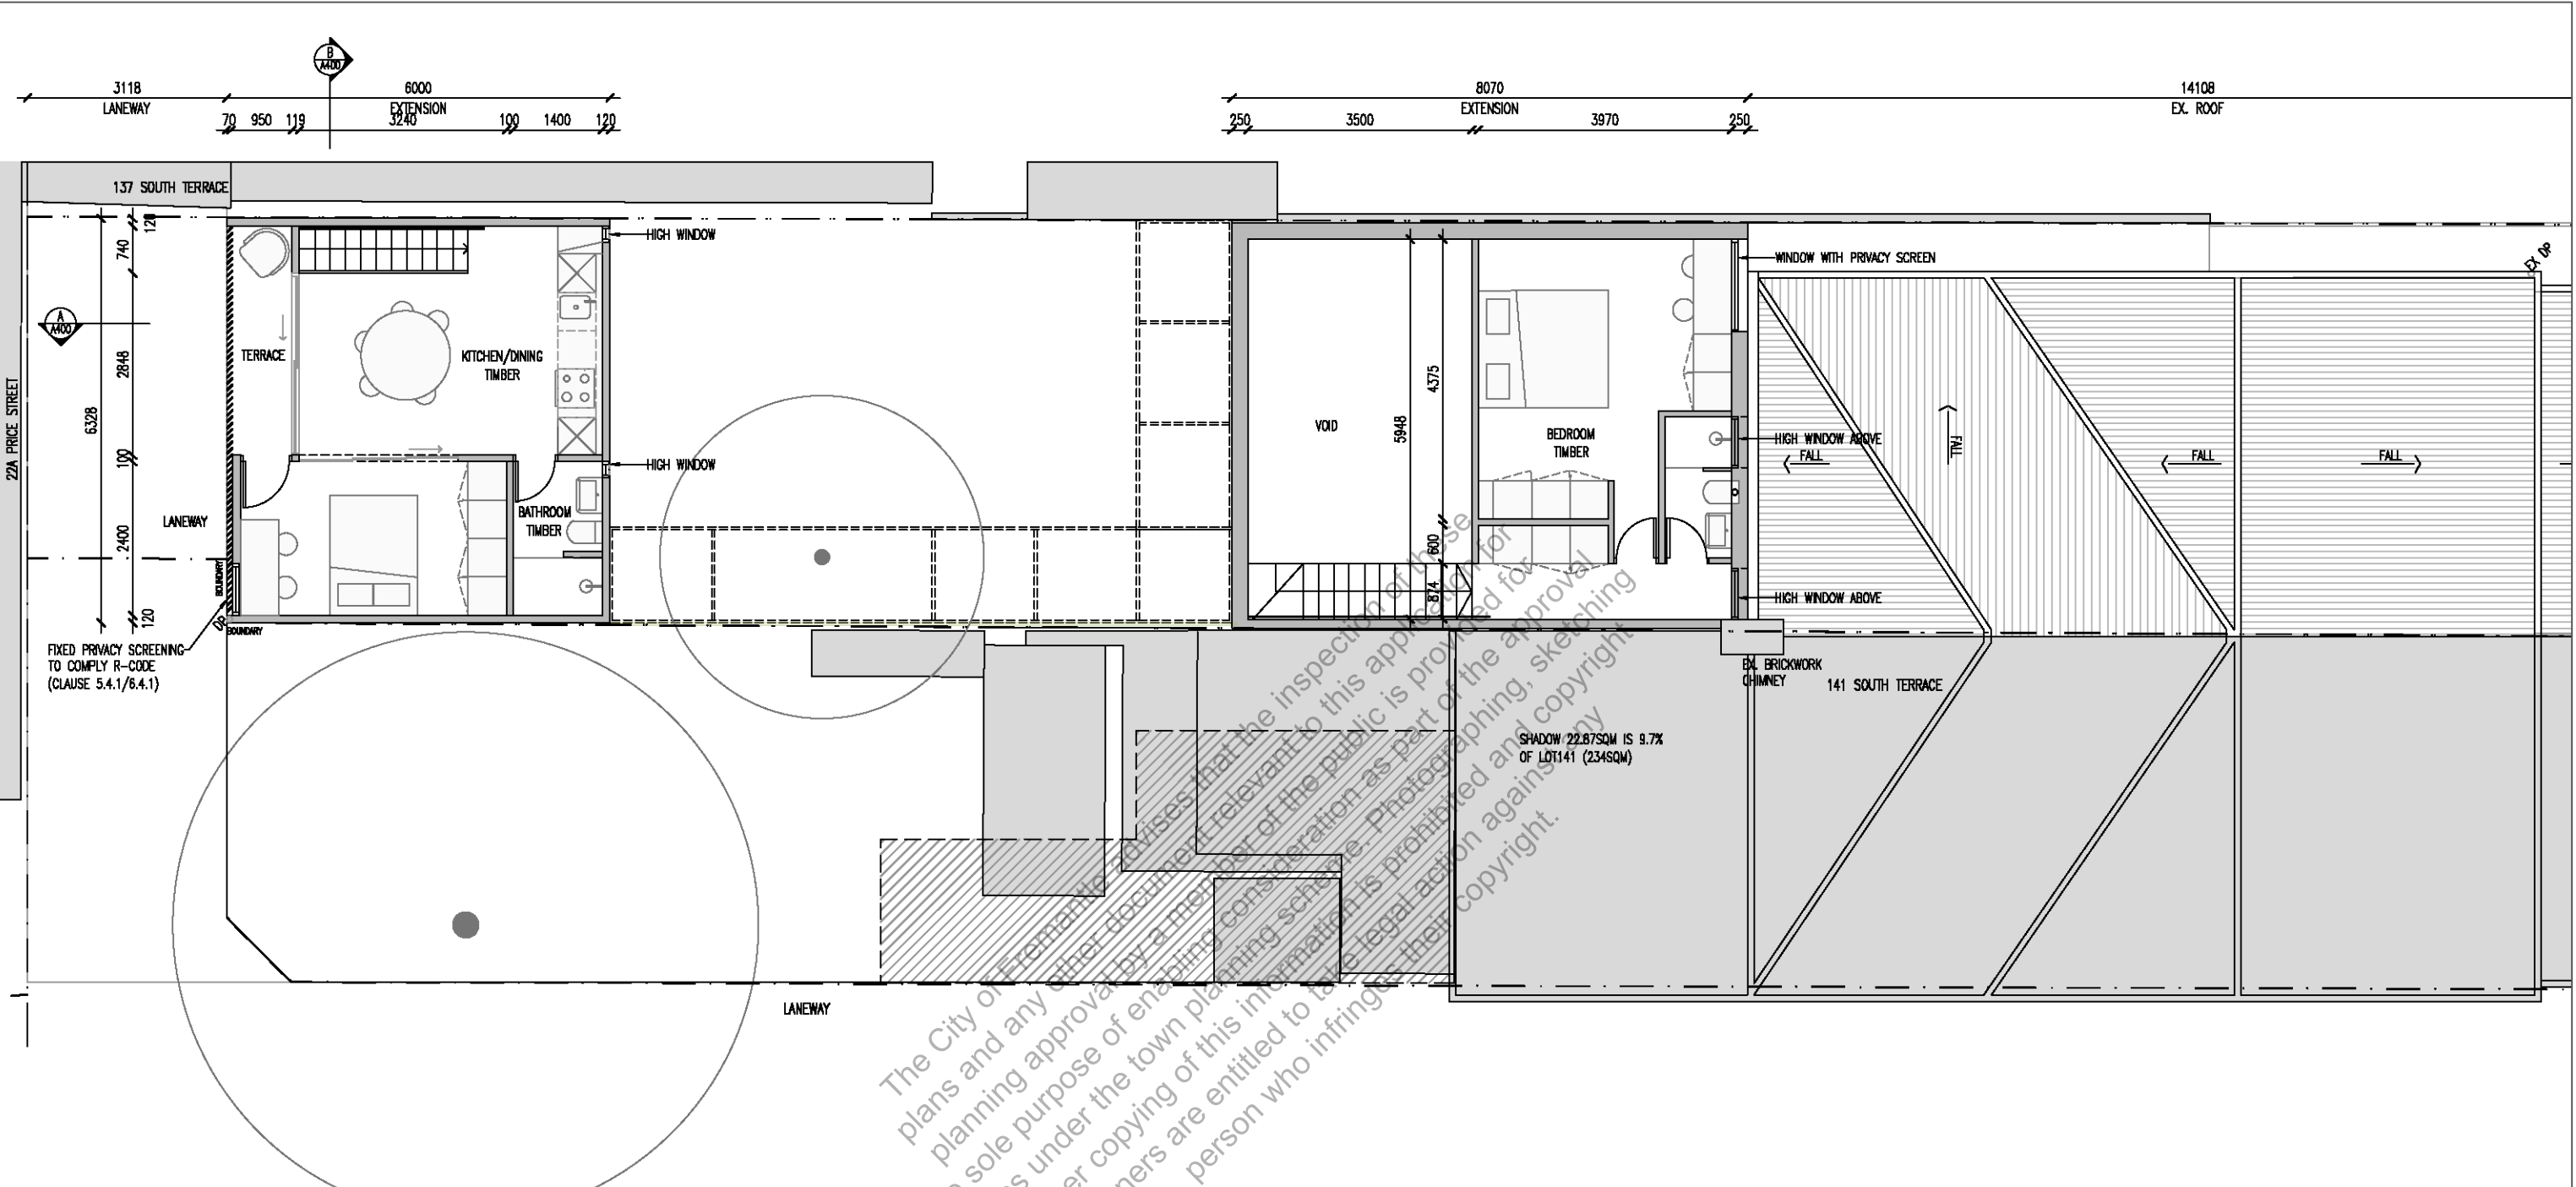 B
A400
3118
LANEWAY
6000
EXTENSION
8070
EXTENSION
14108
EX. ROOF
70 950 119 3240 100 1400 120
250 3500 3970 250
137 SOUTH TERRACE
120
740
2848
6328
100
2400
120
A
A400
22A PRICE STREET
HIGH WINDOW
TERRACE
KITCHEN/DINING
TIMBER
HIGH WINDOW
LANEWAY
BATHROOM
TIMBER
BOUNDARY
DP
BOUNDARY
FIXED PRIVACY SCREENING
TO COMPLY R-CODE
(CLAUSE 5.4.1/6.4.1)
WINDOW WITH PRIVACY SCREEN
EX DP
4375
5948
VOID
BEDROOM
TIMBER
HIGH WINDOW ABOVE
FALL
FALL
FALL
FALL
600
874
HIGH WINDOW ABOVE
EX. BRICKWORK
CHIMNEY
141 SOUTH TERRACE
SHADOW 22.87SQM IS 9.7%
OF LOT141 (234SQM)
LANEWAY
The City of Fremantle advises that the inspection of these
plans and any other document relevant to this application for
planning approval by a member of the public is provided for
sole purpose of enabling consideration as part of the approval
under the town planning scheme. Photographing, sketching
copying of this information is prohibited and copyright
are entitled to take legal action against any
person who infringes their copyright.